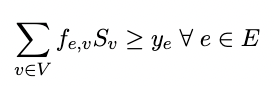 ∑_{v∈V} f_{e,v} S_v ≥ y_e ∀ e ∈ E